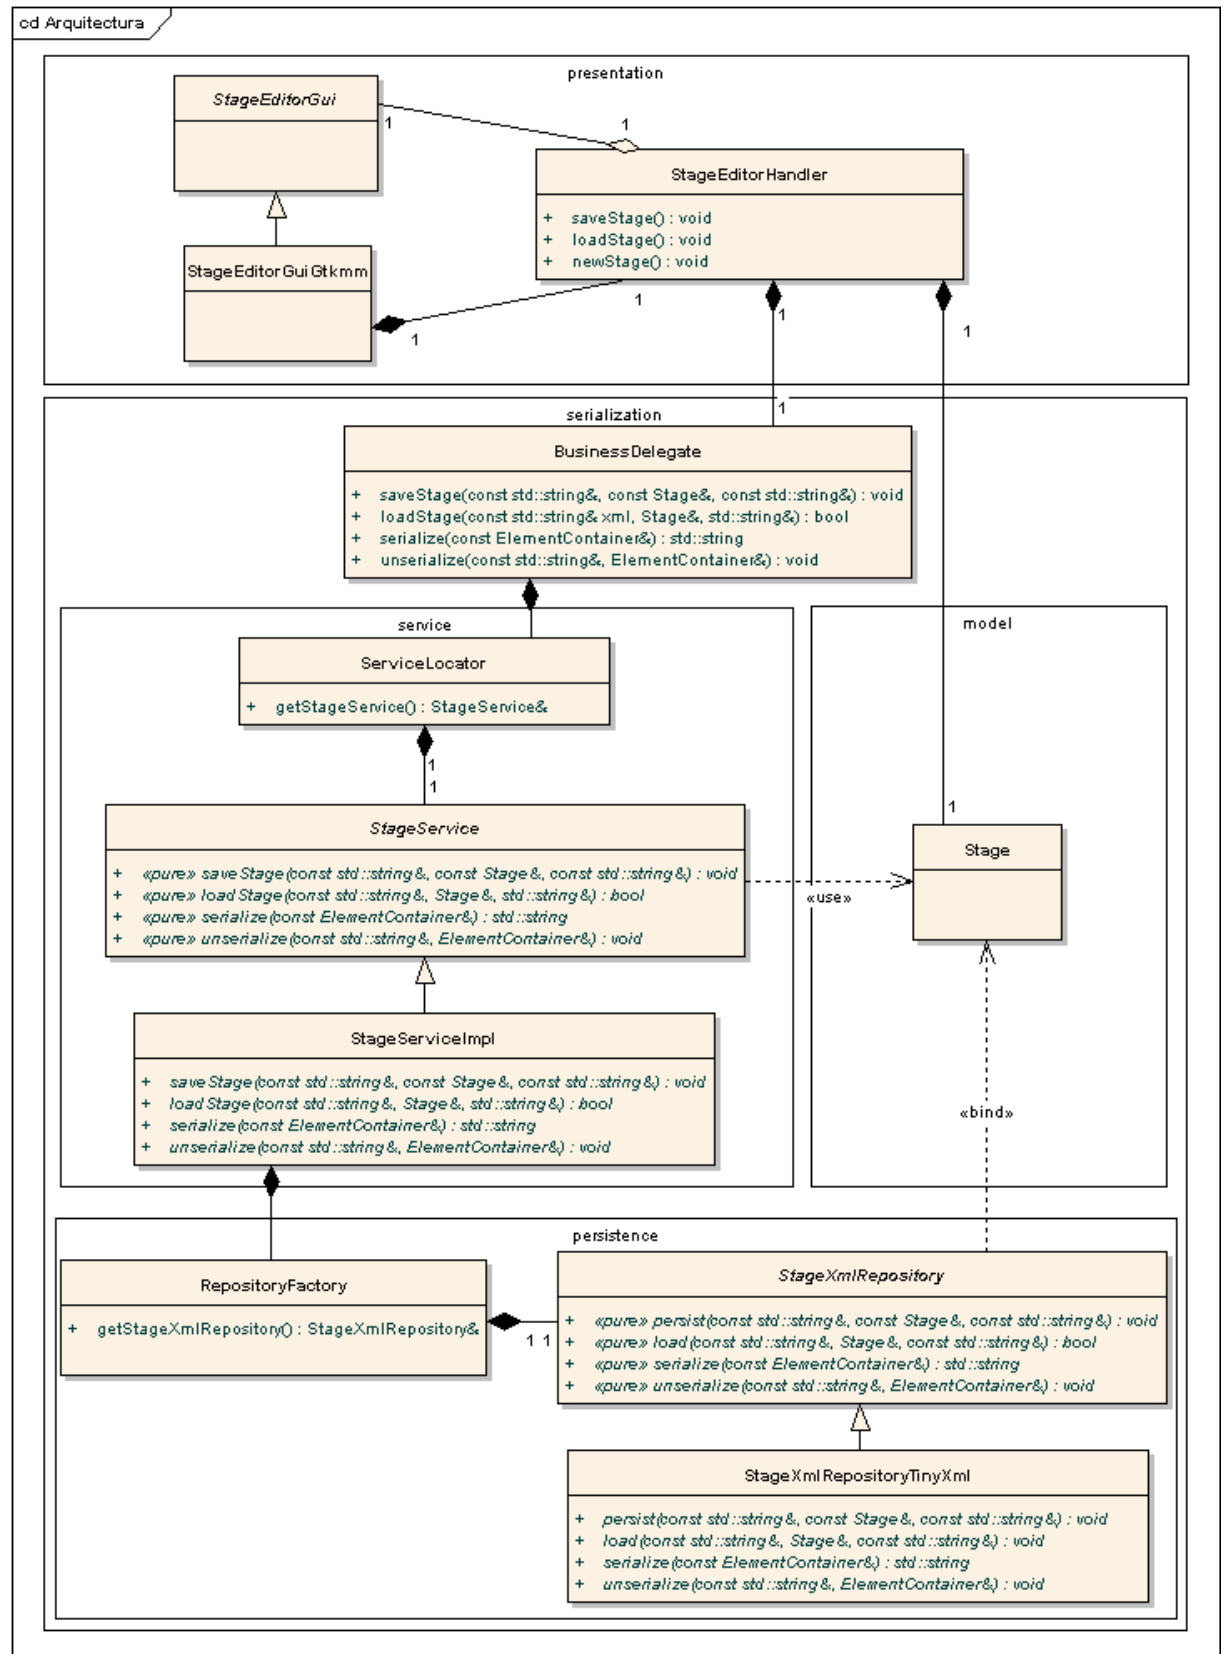 cd Arquitectura
presentation
StageEditorGui
1
1
StageEditorHandler
+ saveStage() : void
+ loadStage() : void
+ newStage() : void
StageEditorGuiGtkmm
1
1
1
1
1
serialization
BusinessDelegate
+ saveStage(const std::string&, const Stage&, const std::string&) : void
+ loadStage(const std::string& xml, Stage&, std::string&) : bool
+ serialize(const ElementContainer&) : std::string
+ unserialize(const std::string&, ElementContainer&) : void
service
model
ServiceLocator
+ getStageService() : StageService&
1
1
1
StageService
+ «pure» saveStage(const std::string&, const Stage&, const std::string&) : void
+ «pure» loadStage(const std::string&, Stage&, std::string&) : bool
+ «pure» serialize(const ElementContainer&) : std::string
+ «pure» unserialize(const std::string&, ElementContainer&) : void
Stage
«use»
StageServiceImpl
+ saveStage(const std::string&, const Stage&, const std::string&) : void
+ loadStage(const std::string&, Stage&, std::string&) : bool
+ serialize(const ElementContainer&) : std::string
+ unserialize(const std::string&, ElementContainer&) : void
«bind»
persistence
RepositoryFactory
+ getStageXmlRepository() : StageXmlRepository&
1 1
StageXmlRepository
+ «pure» persist(const std::string&, const Stage&, const std::string&) : void
+ «pure» load(const std::string&, Stage&, const std::string&) : bool
+ «pure» serialize(const ElementContainer&) : std::string
+ «pure» unserialize(const std::string&, ElementContainer&) : void
StageXmlRepositoryTinyXml
+ persist(const std::string&, const Stage&, const std::string&) : void
+ load(const std::string&, Stage&, const std::string&) : void
+ serialize(const ElementContainer&) : std::string
+ unserialize(const std::string&, ElementContainer&) : void